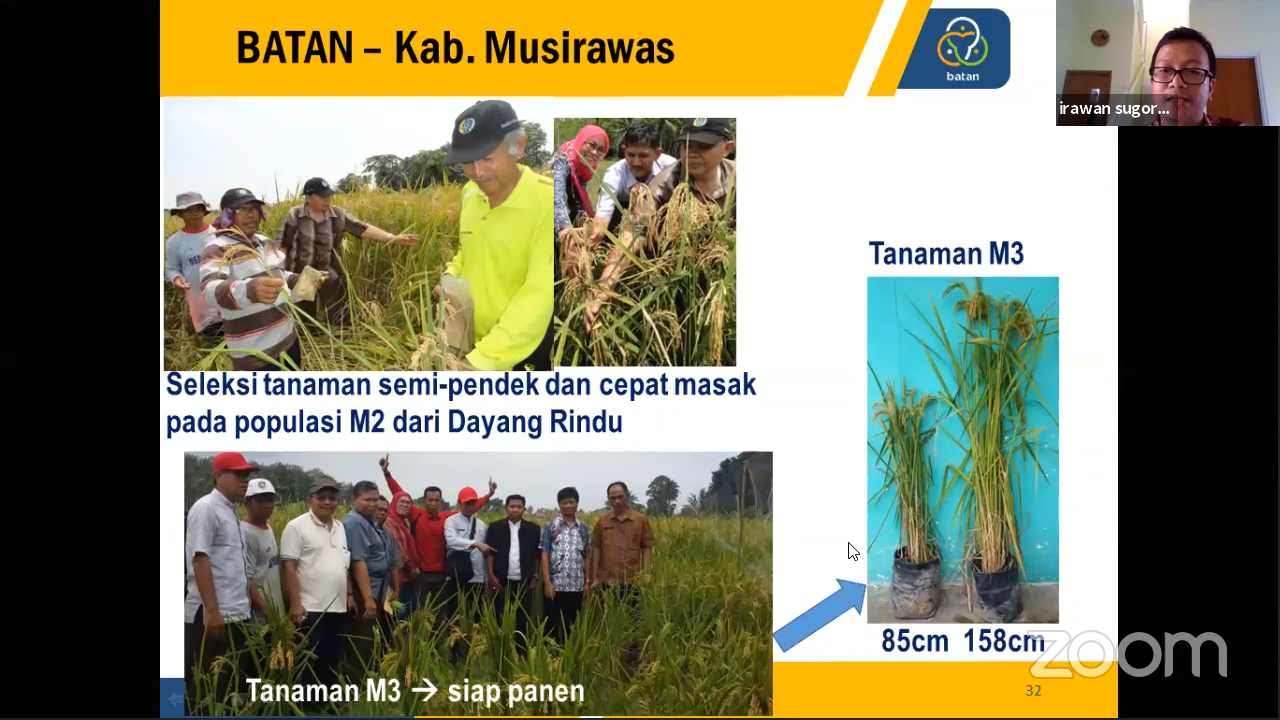 BATAN – Kab. Musirawas
batan
irawan sugor...
Tanaman M3
Seleksi tanaman semi-pendek dan cepat masak
pada populasi M2 dari Dayang Rindu
85cm 158cm
zoom
Tanaman M3 → siap panen
32